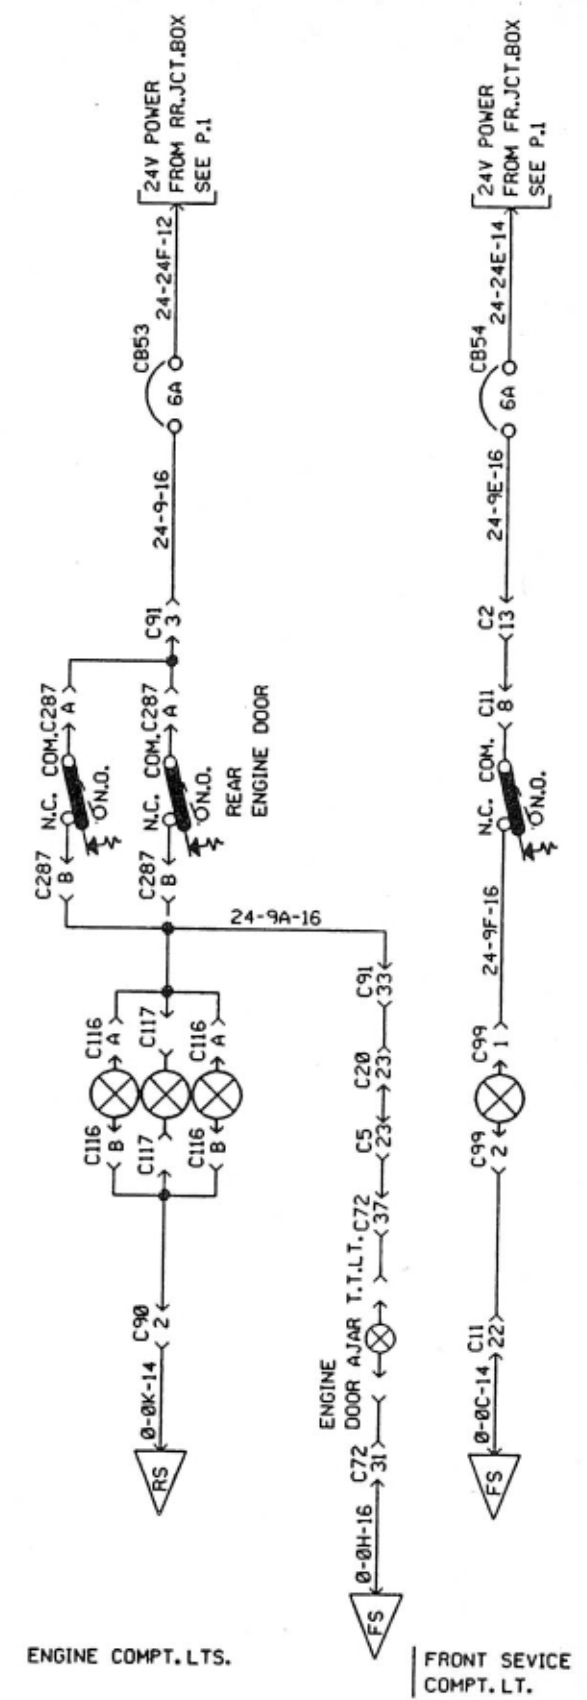 24V POWER
FROM RR.JCT.BOX
SEE P.1
24-24F-12
CB53
6A
24-9-16
C91
3
C287
A
COM.
N.C.
N.O.
C287
B
C287
A
COM.
N.C.
N.O.
C287
B
REAR
ENGINE DOOR
24-9A-16
C116
A
C117
C116
A
C116
B
C117
C116
B
C90
2
0-0K-14
RS
C91
33
C20
23
C5
23
C72
37
ENGINE
DOOR AJAR T.T.LT.
C72
31
0-0H-16
FS
ENGINE COMPT.LTS.
24V POWER
FROM FR.JCT.BOX
SEE P.1
24-24E-14
CB54
6A
24-9E-16
C2
13
C11
8
COM.
N.C.
N.O.
24-9F-16
C99
1
C99
2
C11
22
0-0C-14
FS
FRONT SEVICE
COMPT.LT.